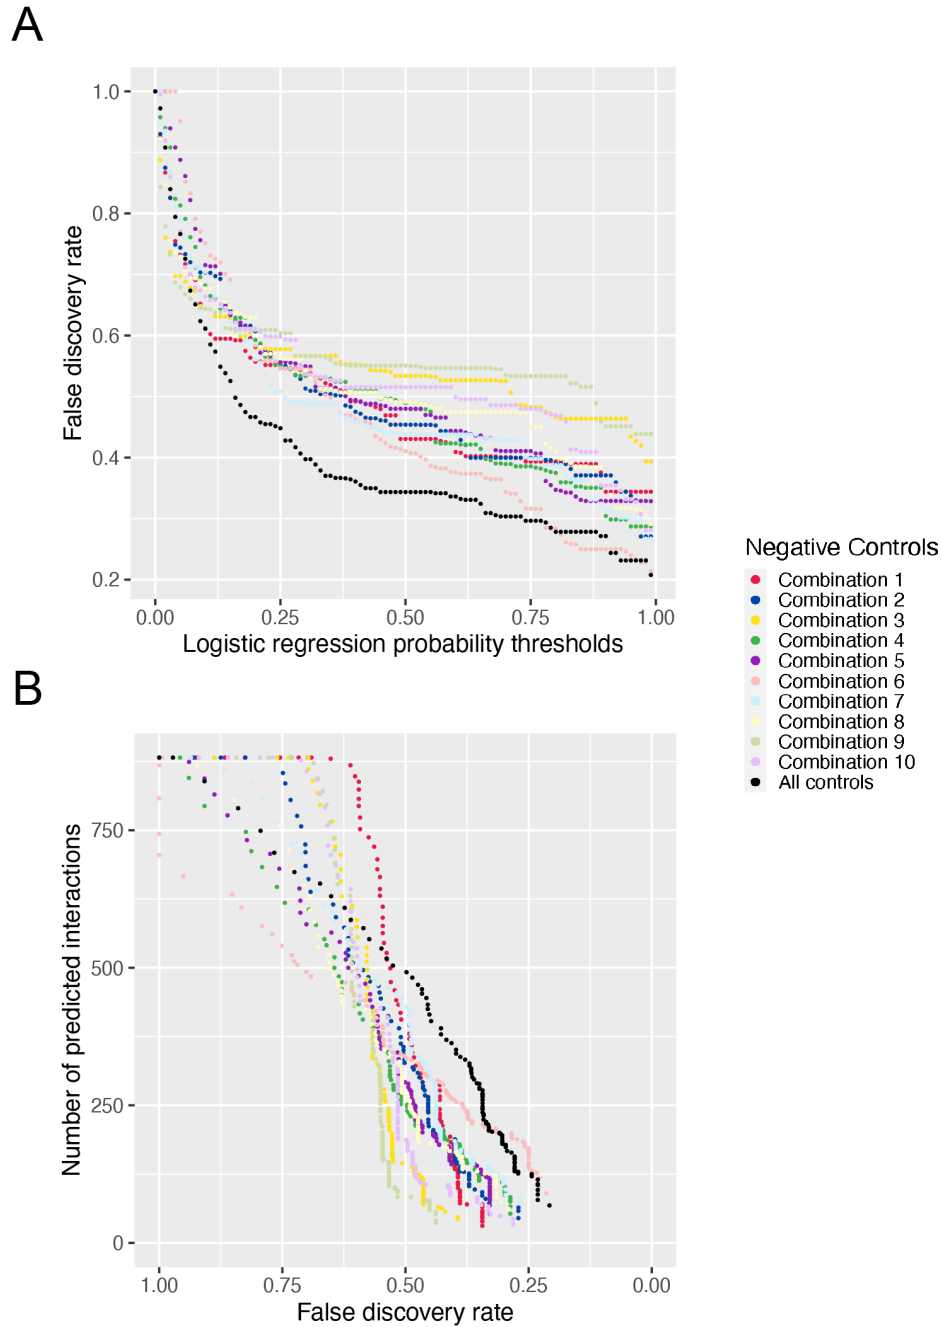 A
1.0
0.8
0.6
0.4
0.2
False discovery rate
0.00 0.25 0.50 0.75 1.00
Logistic regression probability thresholds
Negative Controls
Combination 1
Combination 2
Combination 3
Combination 4
Combination 5
Combination 6
Combination 7
Combination 8
Combination 9
Combination 10
All controls
B
750
500
250
0
Number of predicted interactions
1.00 0.75 0.50 0.25 0.00
False discovery rate